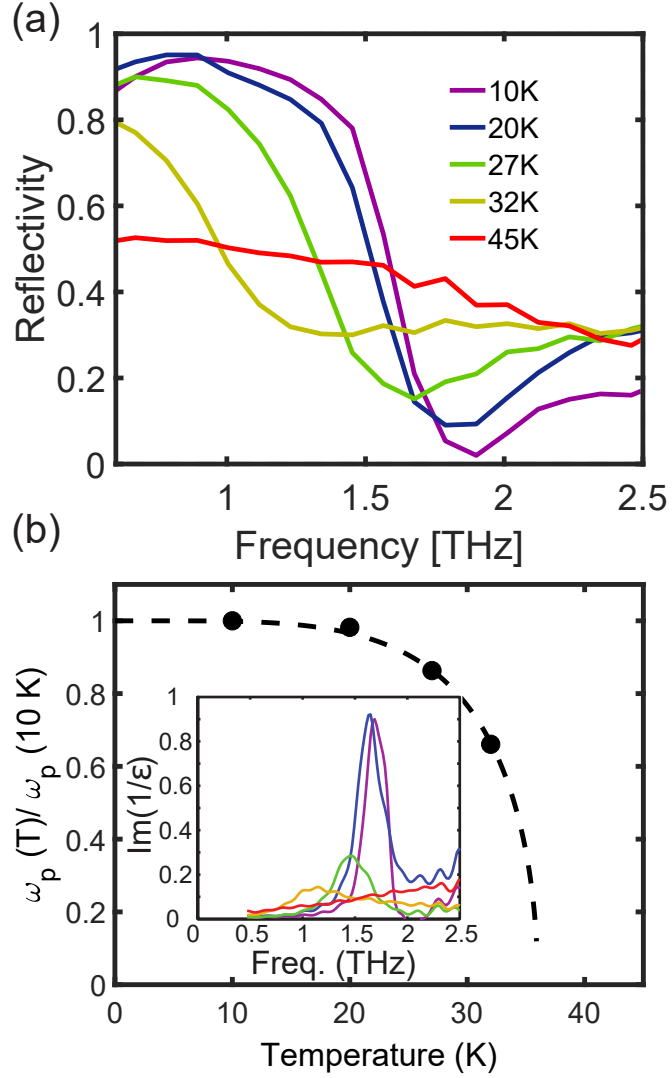 (a)
1
0.8
0.6
0.4
0.2
0
Reflectivity
10K
20K
27K
32K
45K
1
1.5
2
2.5
Frequency [THz]
(b)
1
0.8
0.6
0.4
0.2
0
ω_p (T)/ ω_p (10 K)
1
0.8
0.6
0.4
0.2
0
Im(1/ε)
0
0.5
1
1.5
2
2.5
Freq. (THz)
0
10
20
30
40
Temperature (K)